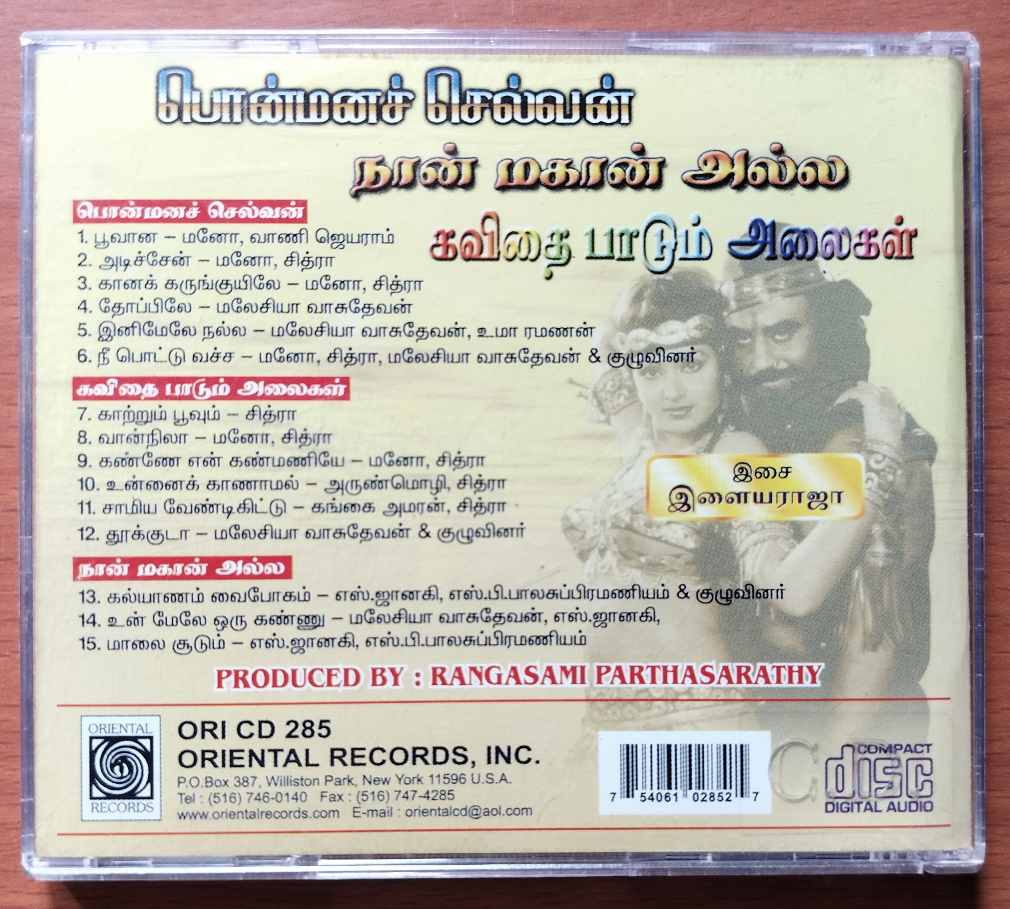 பொன்மனச் செல்வன்
நான் மகான் அல்ல
கவிதை பாடும் அலைகள்
பொன்மனச் செல்வன்
1. பூவான – மனோ, வாணி ஜெயராம்
2. அடிச்சேன் – மனோ, சித்ரா
3. கானக் கருங்குயிலே – மனோ, சித்ரா
4. தோப்பிலே – மலேசியா வாசுதேவன்
5. இனிமேலே நல்ல – மலேசியா வாசுதேவன், உமா ரமணன்
6. நீ பொட்டு வச்ச – மனோ, சித்ரா, மலேசியா வாசுதேவன் & குழுவினர்
கவிதை பாடும் அலைகள்
7. காற்றும் பூவும் – சித்ரா
8. வான்நிலா – மனோ, சித்ரா
9. கண்ணே என் கண்மணியே – மனோ, சித்ரா
10. உன்னைக் காணாமல் – அருண்மொழி, சித்ரா
11. சாமிய வேண்டிகிட்டு – கங்கை அமரன், சித்ரா
12. தூக்குடா – மலேசியா வாசுதேவன் & குழுவினர்
இசை
இளையராஜா
நான் மகான் அல்ல
13. கல்யாணம் வைபோகம் – எஸ்.ஜானகி, எஸ்.பி.பாலசுப்பிரமணியம் & குழுவினர்
14. உன் மேலே ஒரு கண்ணு – மலேசியா வாசுதேவன், எஸ்.ஜானகி,
15. மாலை சூடும் – எஸ்.ஜானகி, எஸ்.பி.பாலசுப்பிரமணியம்
PRODUCED BY : RANGASAMI PARTHASARATHY
ORIENTAL
RECORDS
ORI CD 285
ORIENTAL RECORDS, INC.
P.O.Box 387, Williston Park, New York 11596 U.S.A.
Tel : (516) 746-0140 Fax : (516) 747-4285
www.orientalrecords.com E-mail : orientalcd@aol.com
7 54061 02852 7
COMPACT
disc
DIGITAL AUDIO